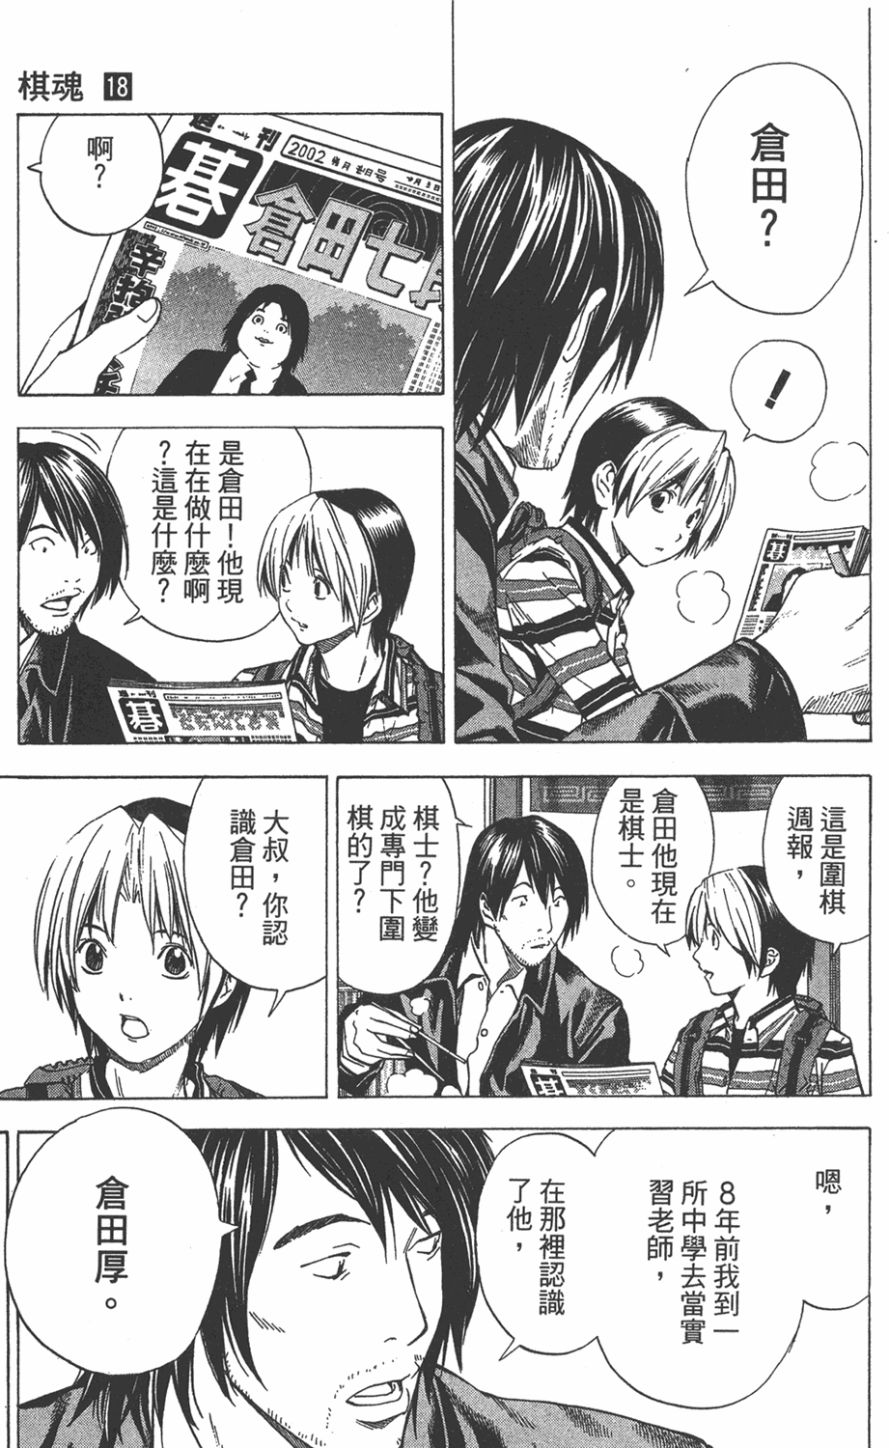 棋魂 18
倉田？
！
啊？
週刊
2002
碁
倉田七段
是倉田！他現
在在做什麼啊
？這是什麼？
週刊
碁
這是圍棋
週報，
倉田他現在
是棋士。
棋士？他變
成專門下圍
棋的了？
碁
大叔，你認
識倉田？
嗯，
8年前我到一
所中學去當實
習老師，
在那裡認識
了他，
倉田厚。